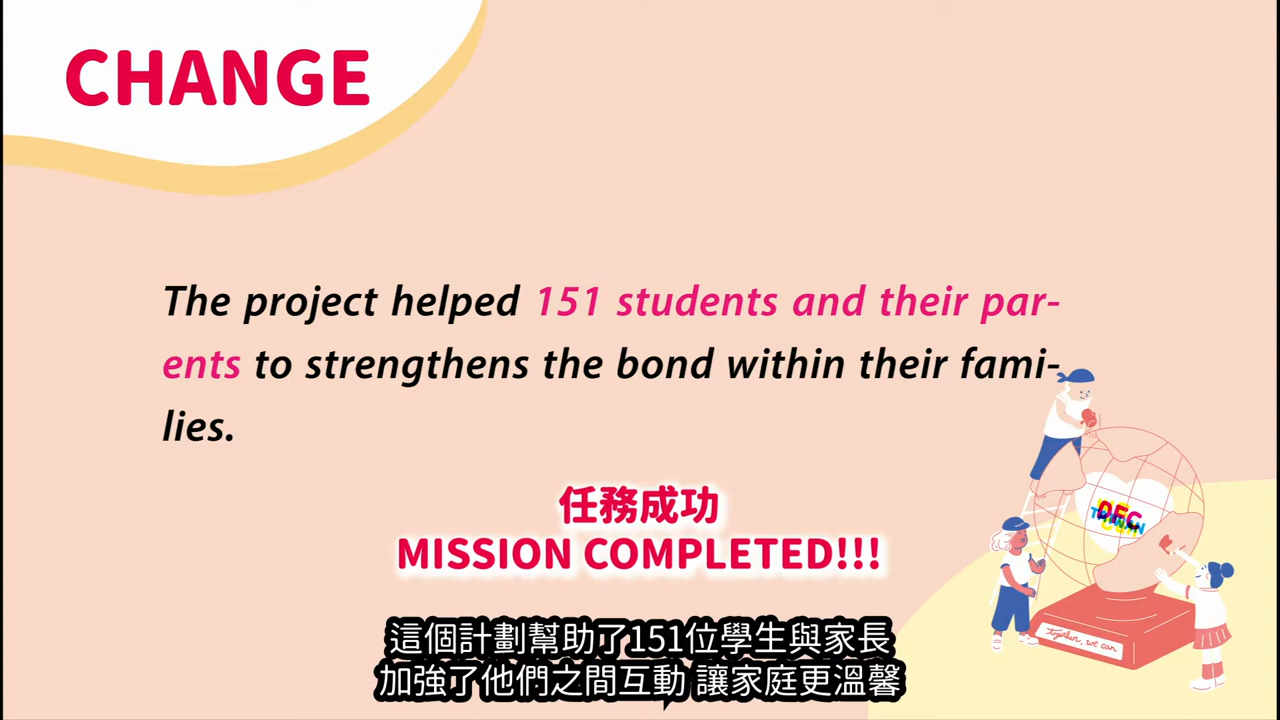 CHANGE
The project helped 151 students and their par-
ents to strengthens the bond within their fami-
lies.
DFC
TAIWAN
任務成功
MISSION COMPLETED!!!
together, we can
這個計劃幫助了151位學生與家長
加強了他們之間互動 讓家庭更溫馨